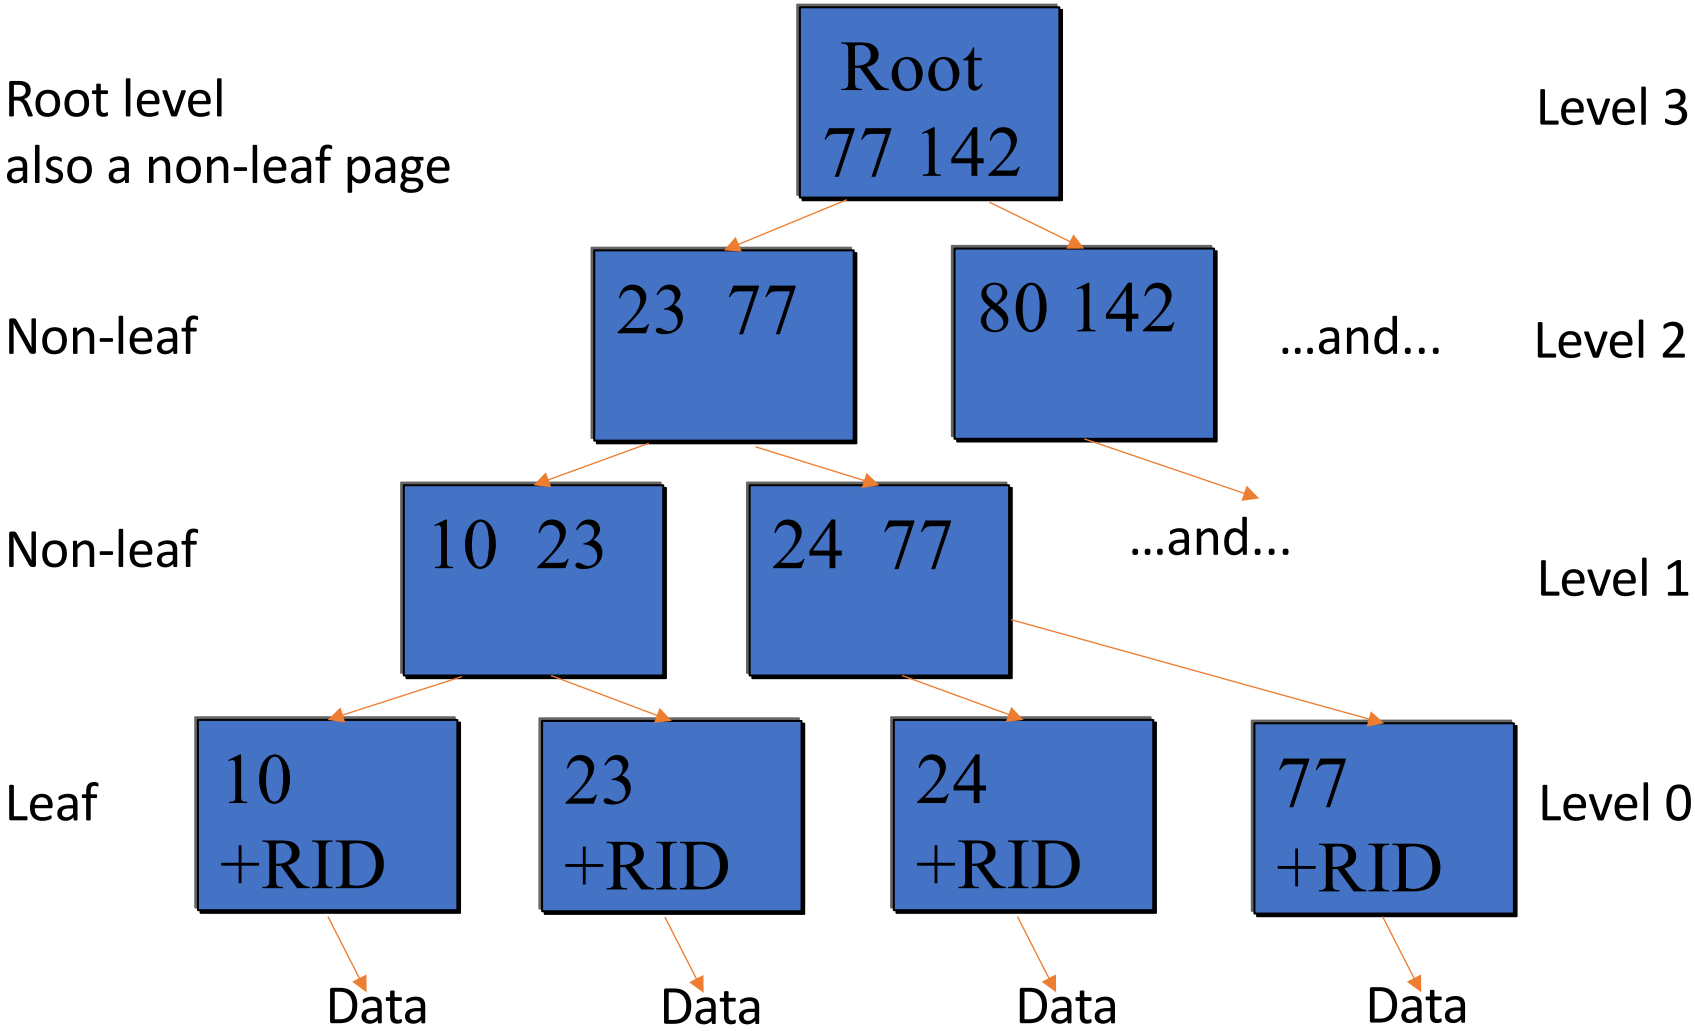 Root level
also a non-leaf page
Root
77 142
Level 3
Non-leaf
23 77
80 142
...and...
Level 2
Non-leaf
10 23
24 77
...and...
Level 1
Leaf
10
+RID
23
+RID
24
+RID
77
+RID
Level 0
Data
Data
Data
Data